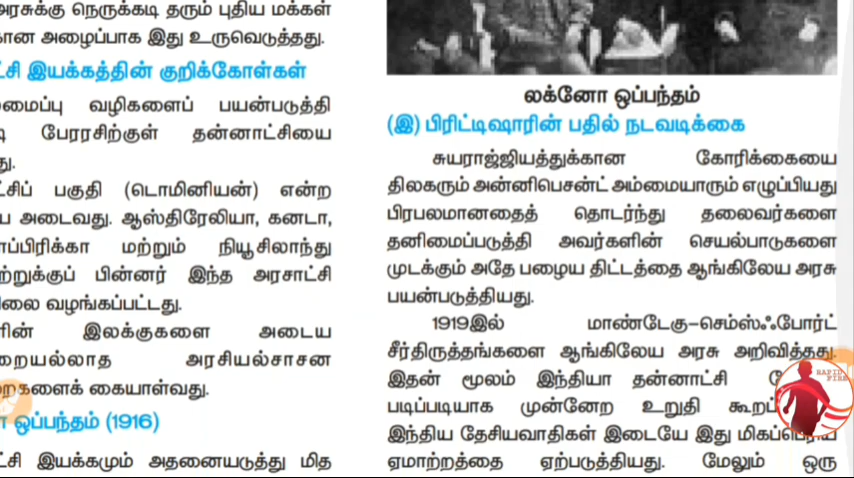 அரசுக்கு நெருக்கடி தரும் புதிய மக்கள்
கான அழைப்பாக இது உருவெடுத்தது.
ட்சி இயக்கத்தின் குறிக்கோள்கள்
மைப்பு வழிகளைப் பயன்படுத்தி
டி பேரரசிற்குள் தன்னாட்சியை
து.
ட்சிப் பகுதி (டொமினியன்) என்ற
ய அடைவது. ஆஸ்திரேலியா, கனடா,
ாப்பிரிக்கா மற்றும் நியூசிலாந்து
ற்றுக்குப் பின்னர் இந்த அரசாட்சி
நிலை வழங்கப்பட்டது.
ளின் இலக்குகளை அடைய
றையல்லாத அரசியல்சாசன
றைகளைக் கையாள்வது.
ா ஒப்பந்தம் (1916)
ட்சி இயக்கமும் அதனையடுத்து மித
லக்னோ ஒப்பந்தம்
(இ) பிரிட்டிஷாரின் பதில் நடவடிக்கை
சுயராஜ்ஜியத்துக்கான கோரிக்கையை
திலகரும் அன்னிபெசன்ட் அம்மையாரும் எழுப்பியது
பிரபலமானதைத் தொடர்ந்து தலைவர்களை
தனிமைப்படுத்தி அவர்களின் செயல்பாடுகளை
முடக்கும் அதே பழைய திட்டத்தை ஆங்கிலேய அரசு
பயன்படுத்தியது.
1919இல் மாண்டேகு–செம்ஸ்ஃபோர்ட்
சீர்திருத்தங்களை ஆங்கிலேய அரசு அறிவித்தது.
இதன் மூலம் இந்தியா தன்னாட்சி
படிப்படியாக முன்னேற உறுதி கூறப்
இந்திய தேசியவாதிகள் இடையே இது மிகப்பெரிய
ஏமாற்றத்தை ஏற்படுத்தியது. மேலும் ஒரு
RAPID
FIRE